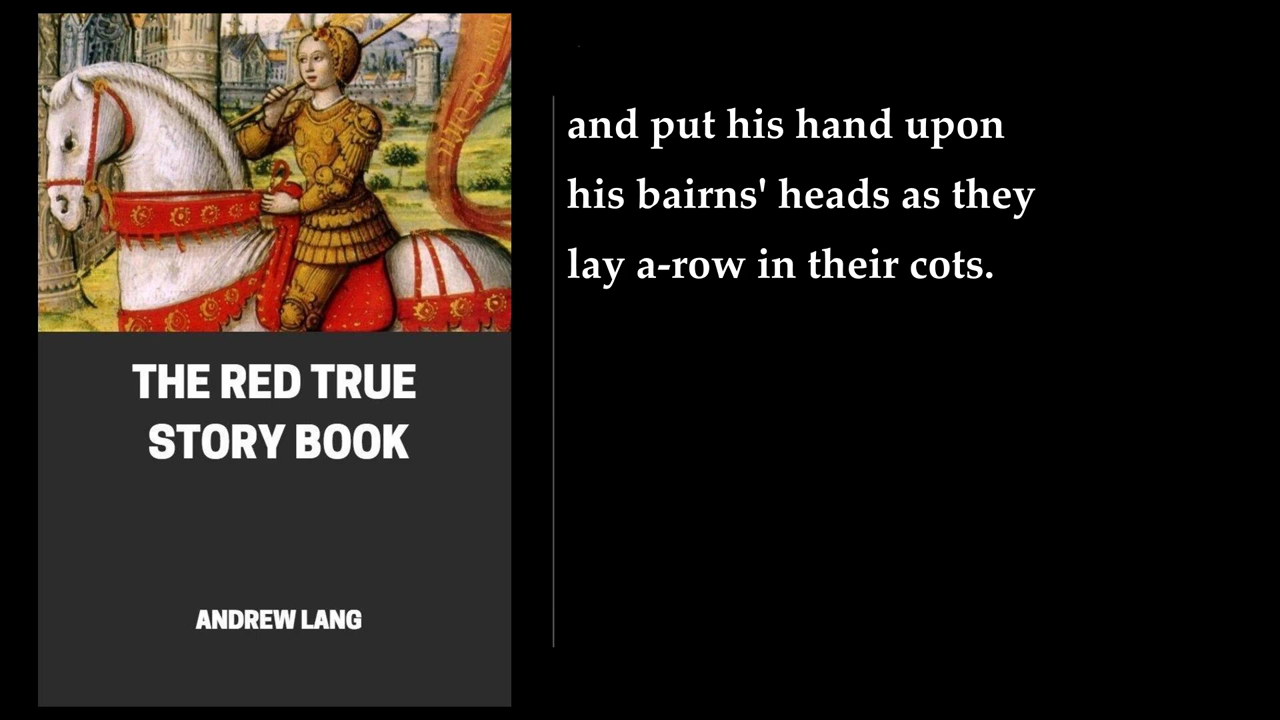 THE RED TRUE
STORY BOOK
ANDREW LANG
and put his hand upon
his bairns' heads as they
lay a-row in their cots.